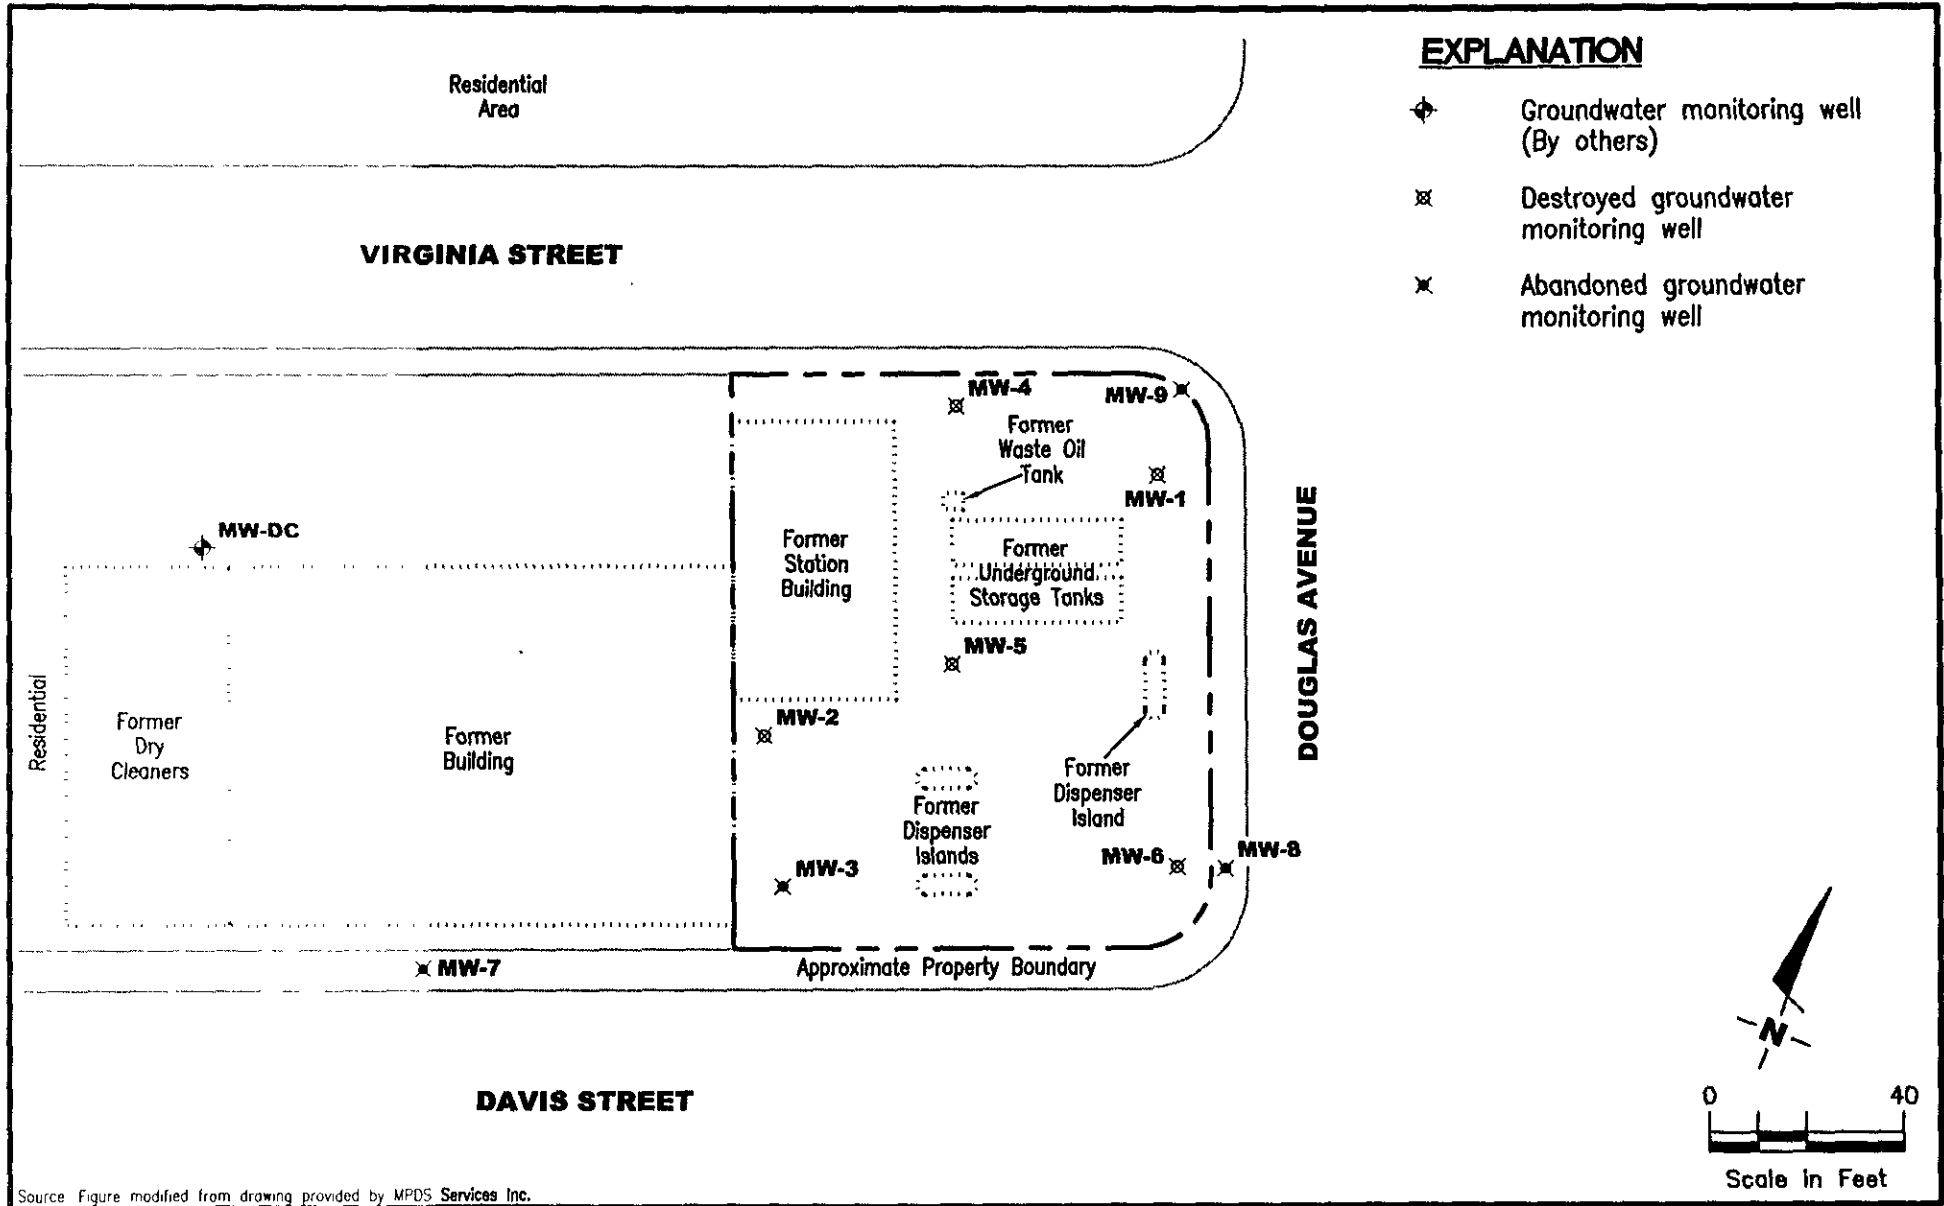 EXPLANATION
Groundwater monitoring well
(By others)
Destroyed groundwater
monitoring well
Abandoned groundwater
monitoring well
Residential
Area
VIRGINIA STREET
MW-4
MW-9
Former
Waste Oil
Tank
MW-1
MW-DC
Former
Station
Building
Former
Underground
Storage Tanks
MW-5
DOUGLAS AVENUE
Residential
Former
Dry
Cleaners
Former
Building
MW-2
Former
Dispenser
Islands
Former
Dispenser
Island
MW-3
MW-6
MW-8
MW-7
Approximate Property Boundary
N
DAVIS STREET
0 40
Scale in Feet
Source Figure modified from drawing provided by MPDS Services Inc.